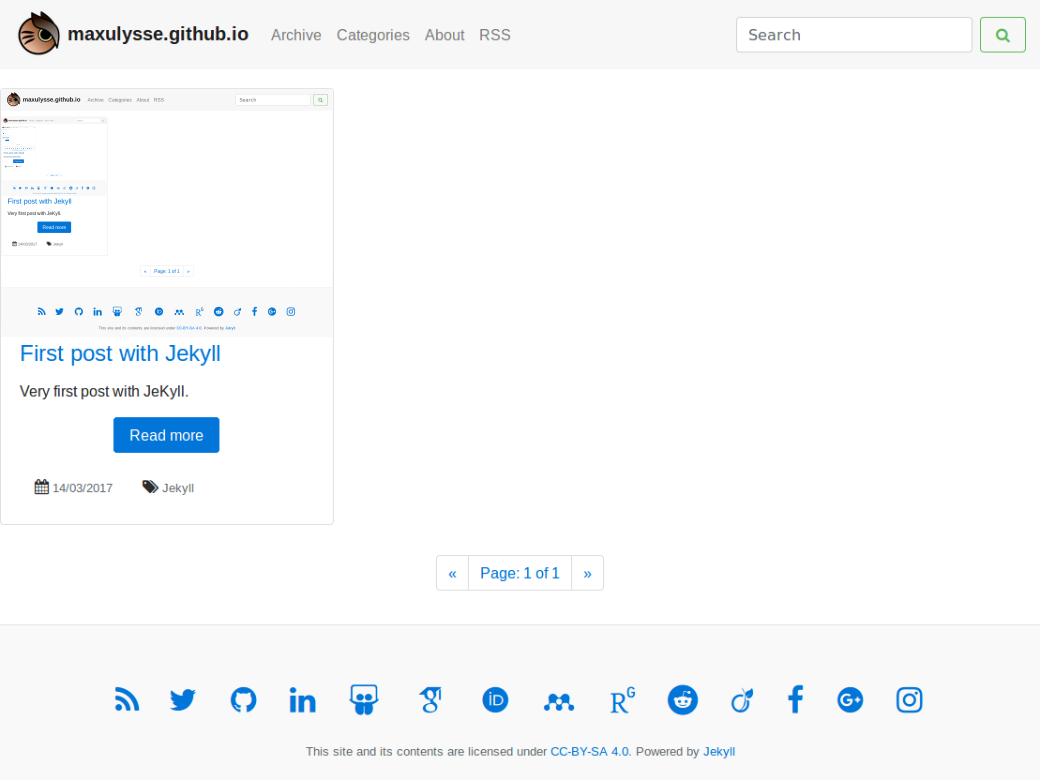 maxulysse.github.io Archive Categories About RSS Search
maxulysse.github.io Archive Categories About RSS Search
First post with Jekyll
Very first post with JeKyll.
Read more
14/03/2017 Jekyll
« Page: 1 of 1 »
This site and its contents are licensed under CC-BY-SA 4.0. Powered by Jekyll
First post with Jekyll
Very first post with JeKyll.
Read more
14/03/2017 Jekyll
« Page: 1 of 1 »
This site and its contents are licensed under CC-BY-SA 4.0. Powered by Jekyll